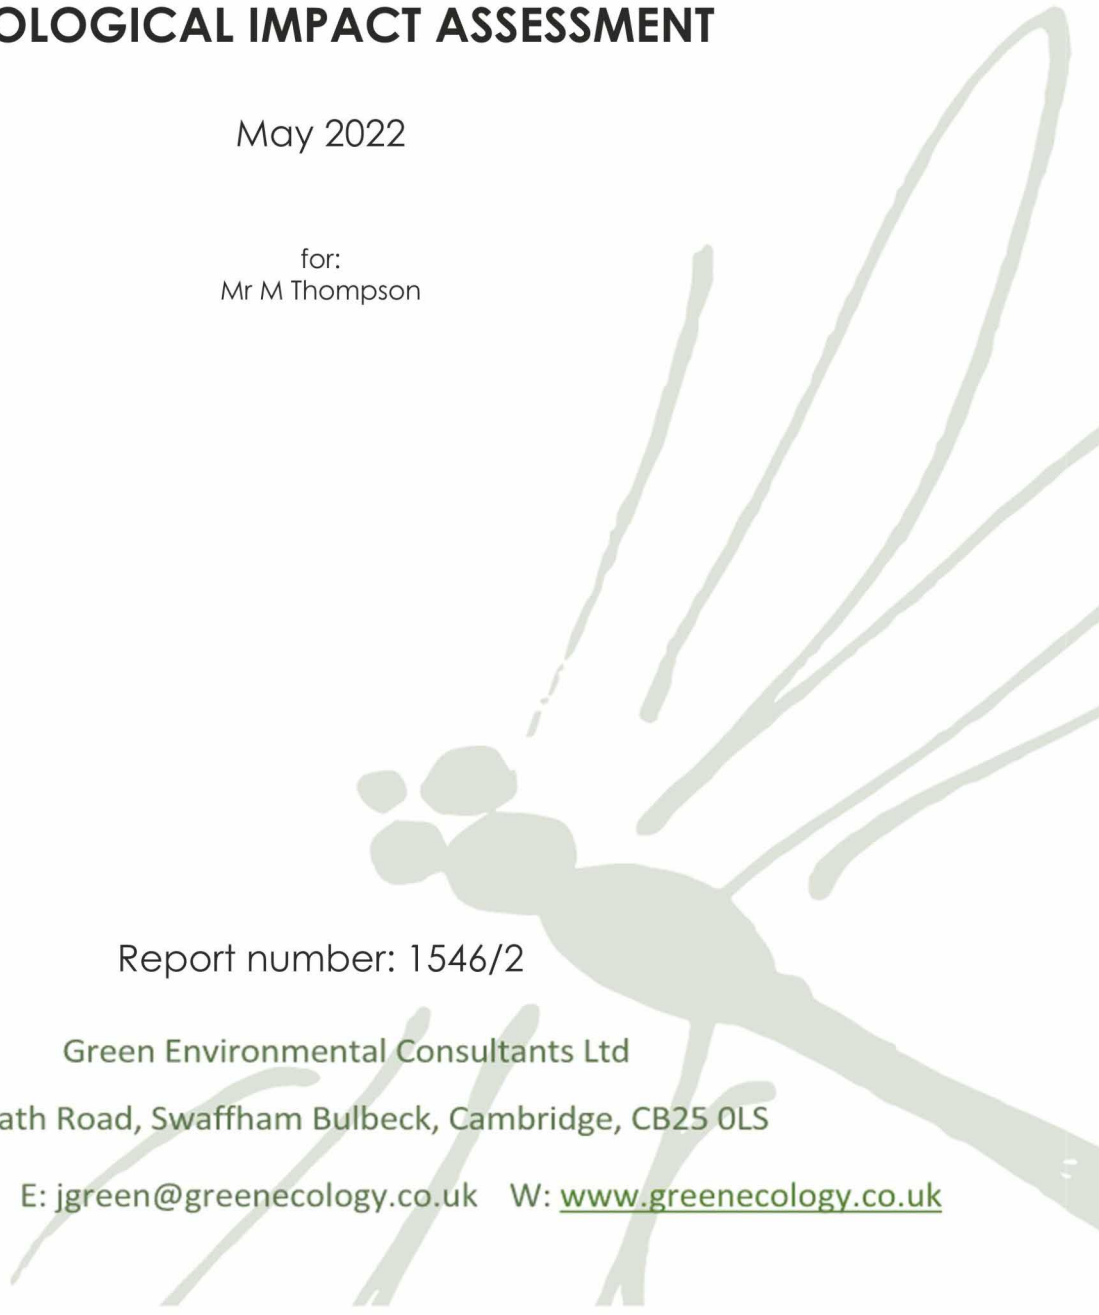 OLOGICAL IMPACT ASSESSMENT
May 2022
for:
Mr M Thompson
Report number: 1546/2
Green Environmental Consultants Ltd
ath Road, Swaffham Bulbeck, Cambridge, CB25 0LS
E: jgreen@greenecology.co.uk W: www.greenecology.co.uk